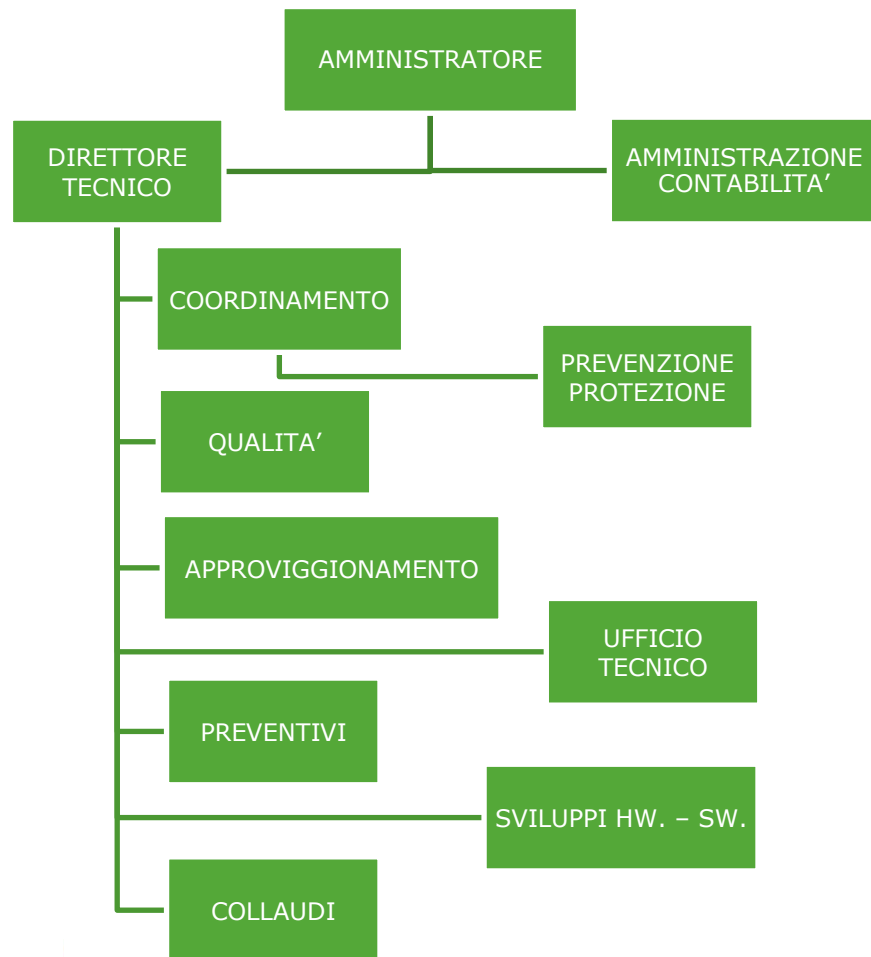 AMMINISTRATORE
DIRETTORE
TECNICO
AMMINISTRAZIONE
CONTABILITA’
COORDINAMENTO
PREVENZIONE
PROTEZIONE
QUALITA’
APPROVIGGIONAMENTO
UFFICIO
TECNICO
PREVENTIVI
SVILUPPI HW. – SW.
COLLAUDI